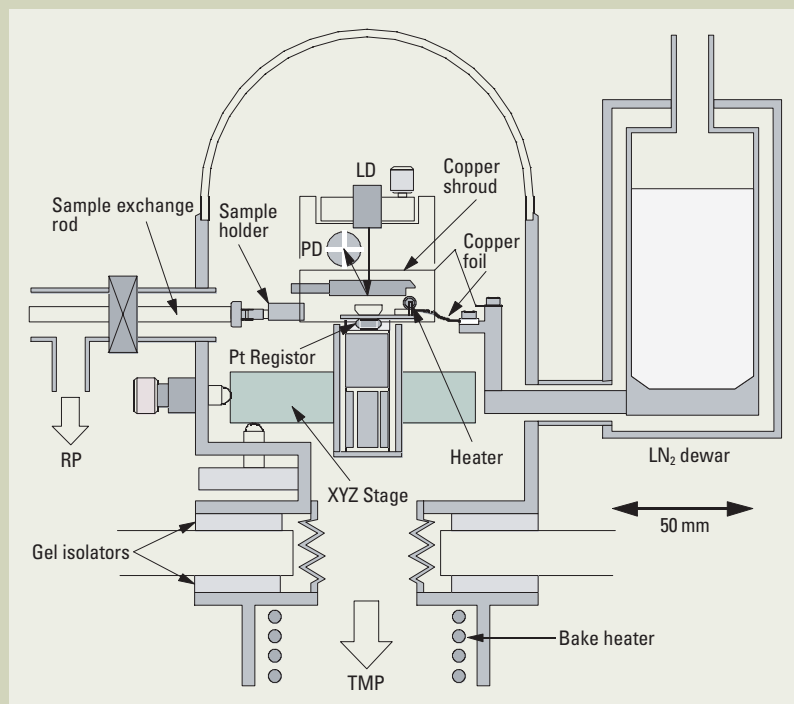 LD
Copper
shroud
Sample exchange
rod
Sample
holder
PD
Copper
foil
Pt Registor
RP
Heater
LN₂ dewar
XYZ Stage
50 mm
Gel isolators
Bake heater
TMP